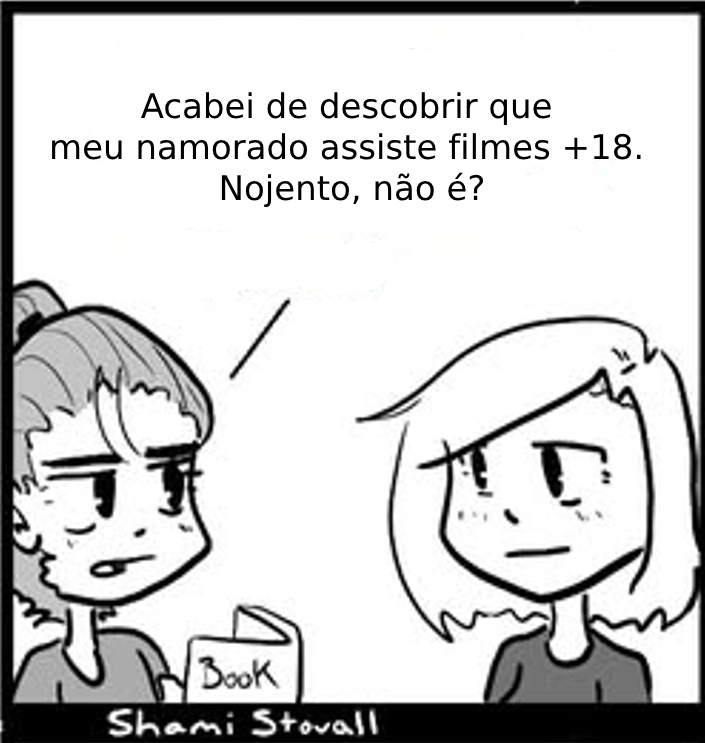 Acabei de descobrir que
meu namorado assiste filmes +18.
Nojento, não é?
BOOK
Shami Stovall